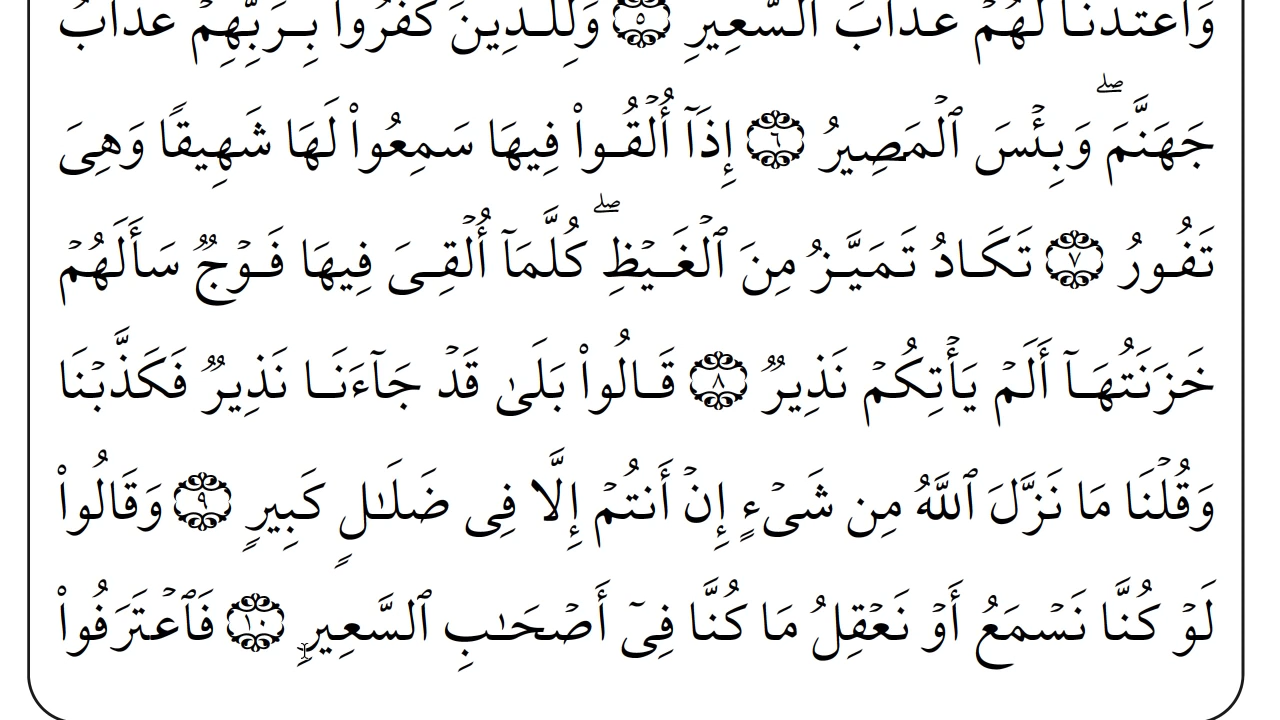 وَأَعۡتَدۡنَا لَهُمۡ عَذَابَ ٱلسَّعِيرِ ۝٥ وَلِلَّذِينَ كَفَرُواْ بِرَبِّهِمۡ عَذَابُ
جَهَنَّمَۖ وَبِئۡسَ ٱلۡمَصِيرُ ۝٦ إِذَآ أُلۡقُواْ فِيهَا سَمِعُواْ لَهَا شَهِيقًا وَهِيَ
تَفُورُ ۝٧ تَكَادُ تَمَيَّزُ مِنَ ٱلۡغَيۡظِۖ كُلَّمَآ أُلۡقِيَ فِيهَا فَوۡجٞ سَأَلَهُمۡ
خَزَنَتُهَآ أَلَمۡ يَأۡتِكُمۡ نَذِيرٞ ۝٨ قَالُواْ بَلَىٰ قَدۡ جَآءَنَا نَذِيرٞ فَكَذَّبۡنَا
وَقُلۡنَا مَا نَزَّلَ ٱللَّهُ مِن شَيۡءٍ إِنۡ أَنتُمۡ إِلَّا فِي ضَلَٰلٖ كَبِيرٖ ۝٩ وَقَالُواْ
لَوۡ كُنَّا نَسۡمَعُ أَوۡ نَعۡقِلُ مَا كُنَّا فِيٓ أَصۡحَٰبِ ٱلسَّعِيرِ ۝١٠ فَٱعۡتَرَفُواْ